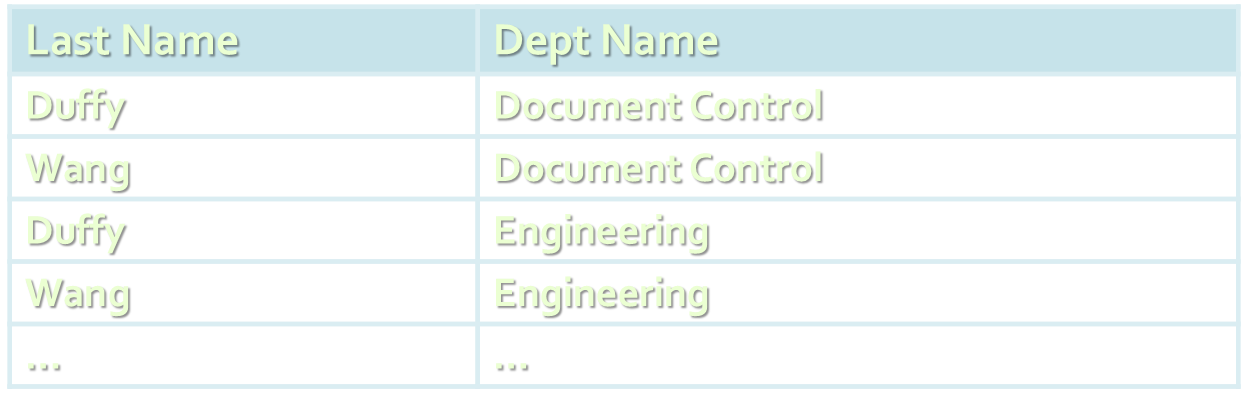 Last Name Dept Name
Duffy Document Control
Wang Document Control
Duffy Engineering
Wang Engineering
... ...